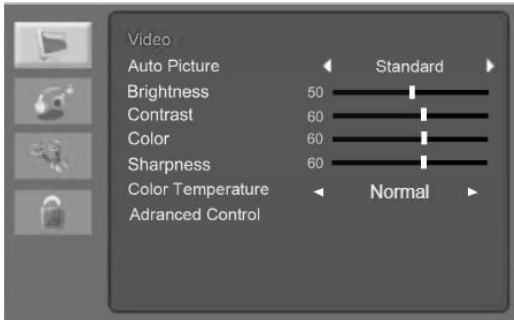 Video
Auto Picture Standard
Brightness 50
Contrast 60
Color 60
Sharpness 60
Color Temperature Normal
Adranced Control